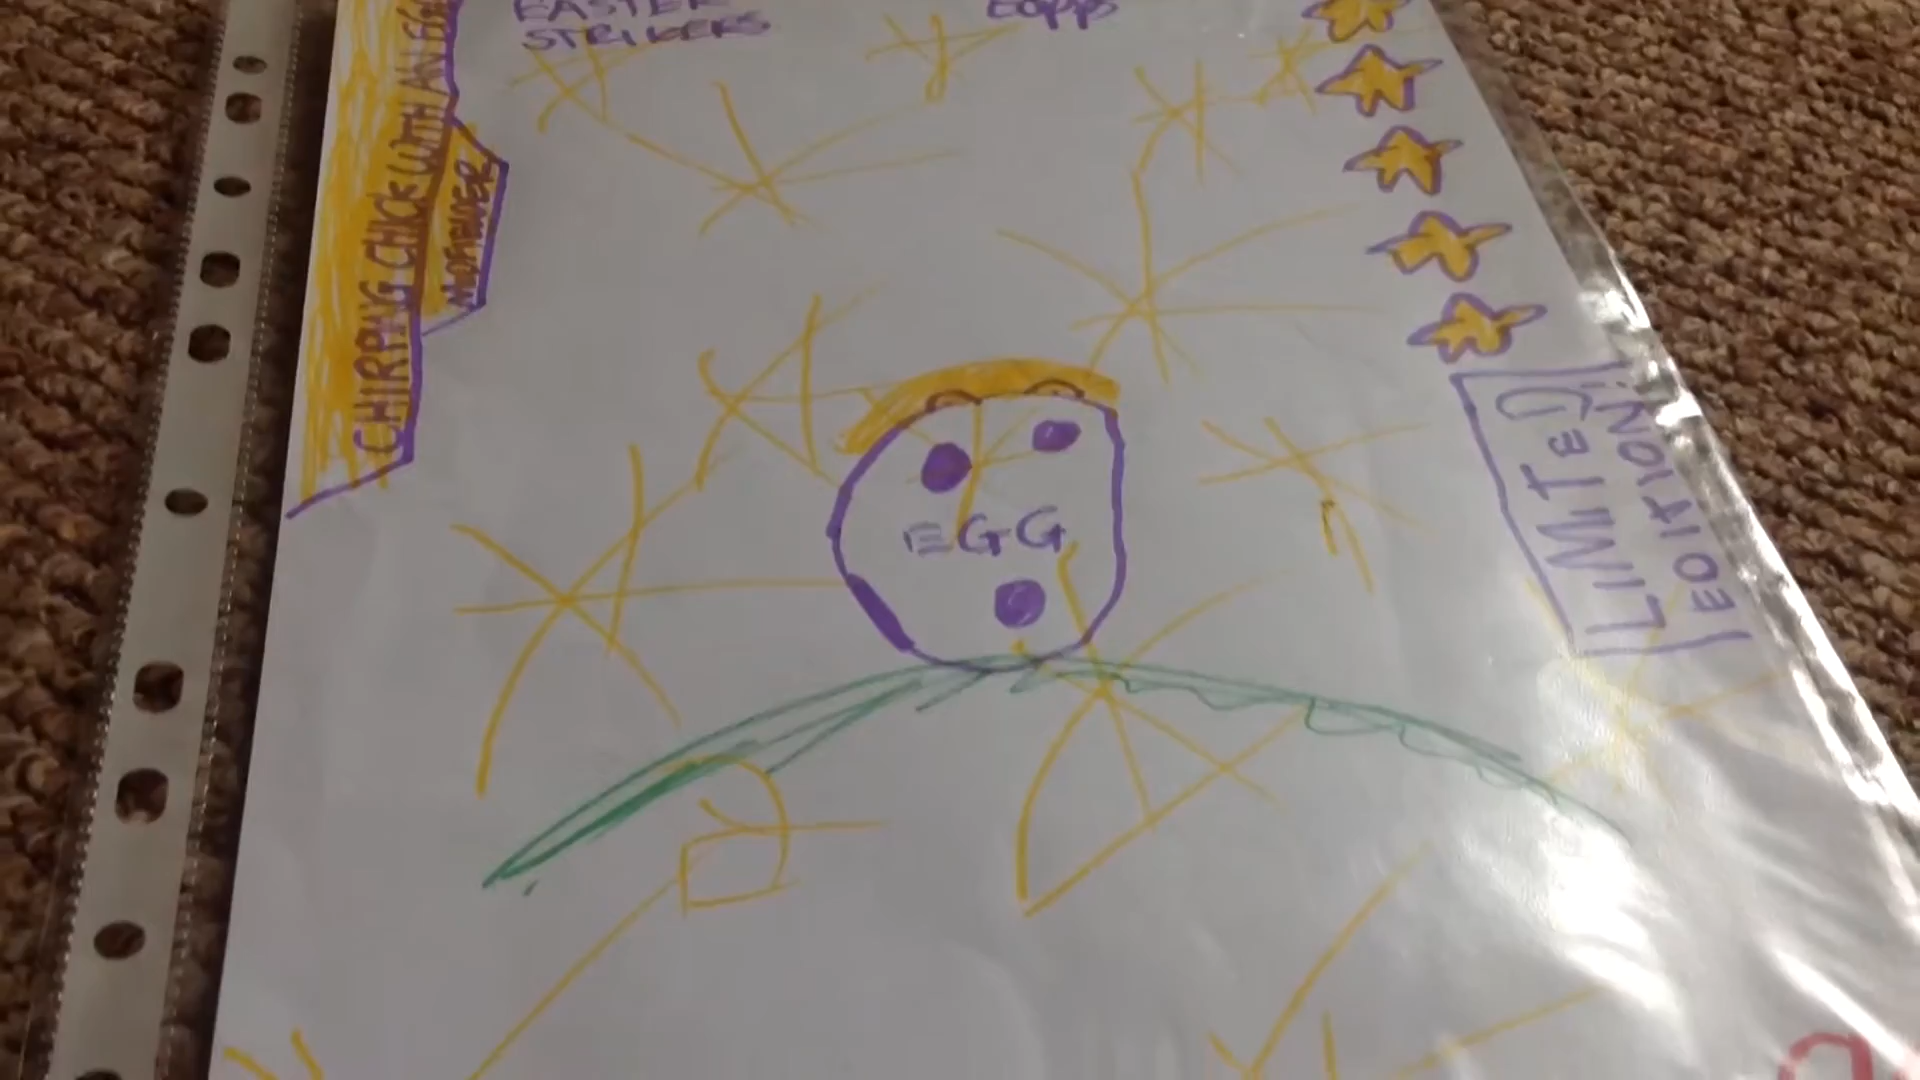 EASTER
STRIKERS
CHIRPING CHICK WITH AN EGG
EGG
LIMITED
EDITION!